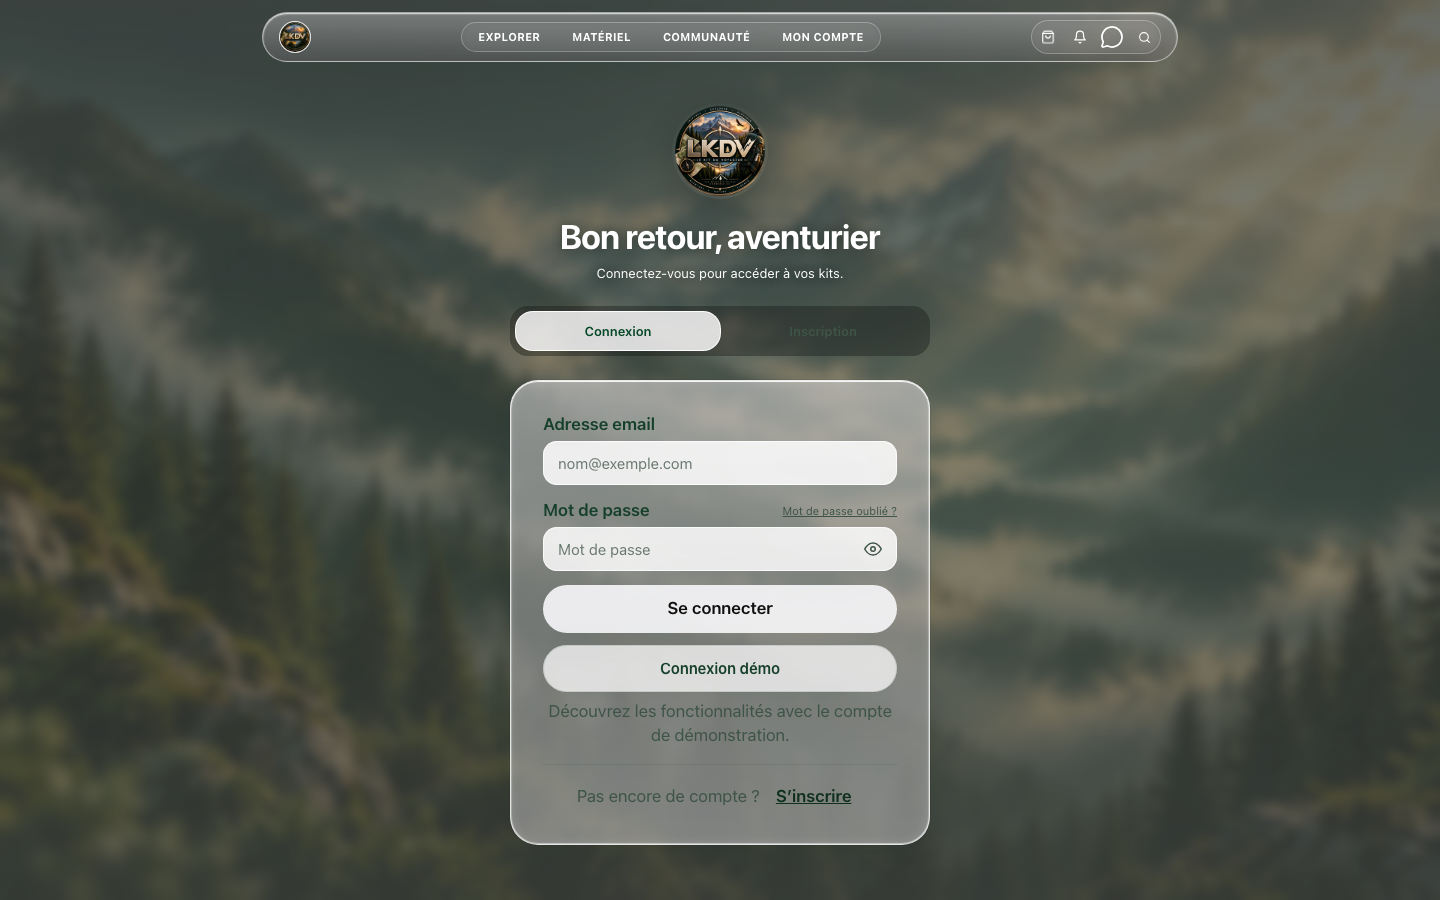 LKDV
EXPLORER
MATÉRIEL
COMMUNAUTÉ
MON COMPTE
LKDV
Bon retour, aventurier
Connectez-vous pour accéder à vos kits.
Connexion
Inscription
Adresse email
nom@exemple.com
Mot de passe
Mot de passe oublié ?
Mot de passe
Se connecter
Connexion démo
Découvrez les fonctionnalités avec le compte
de démonstration.
Pas encore de compte ? S’inscrire